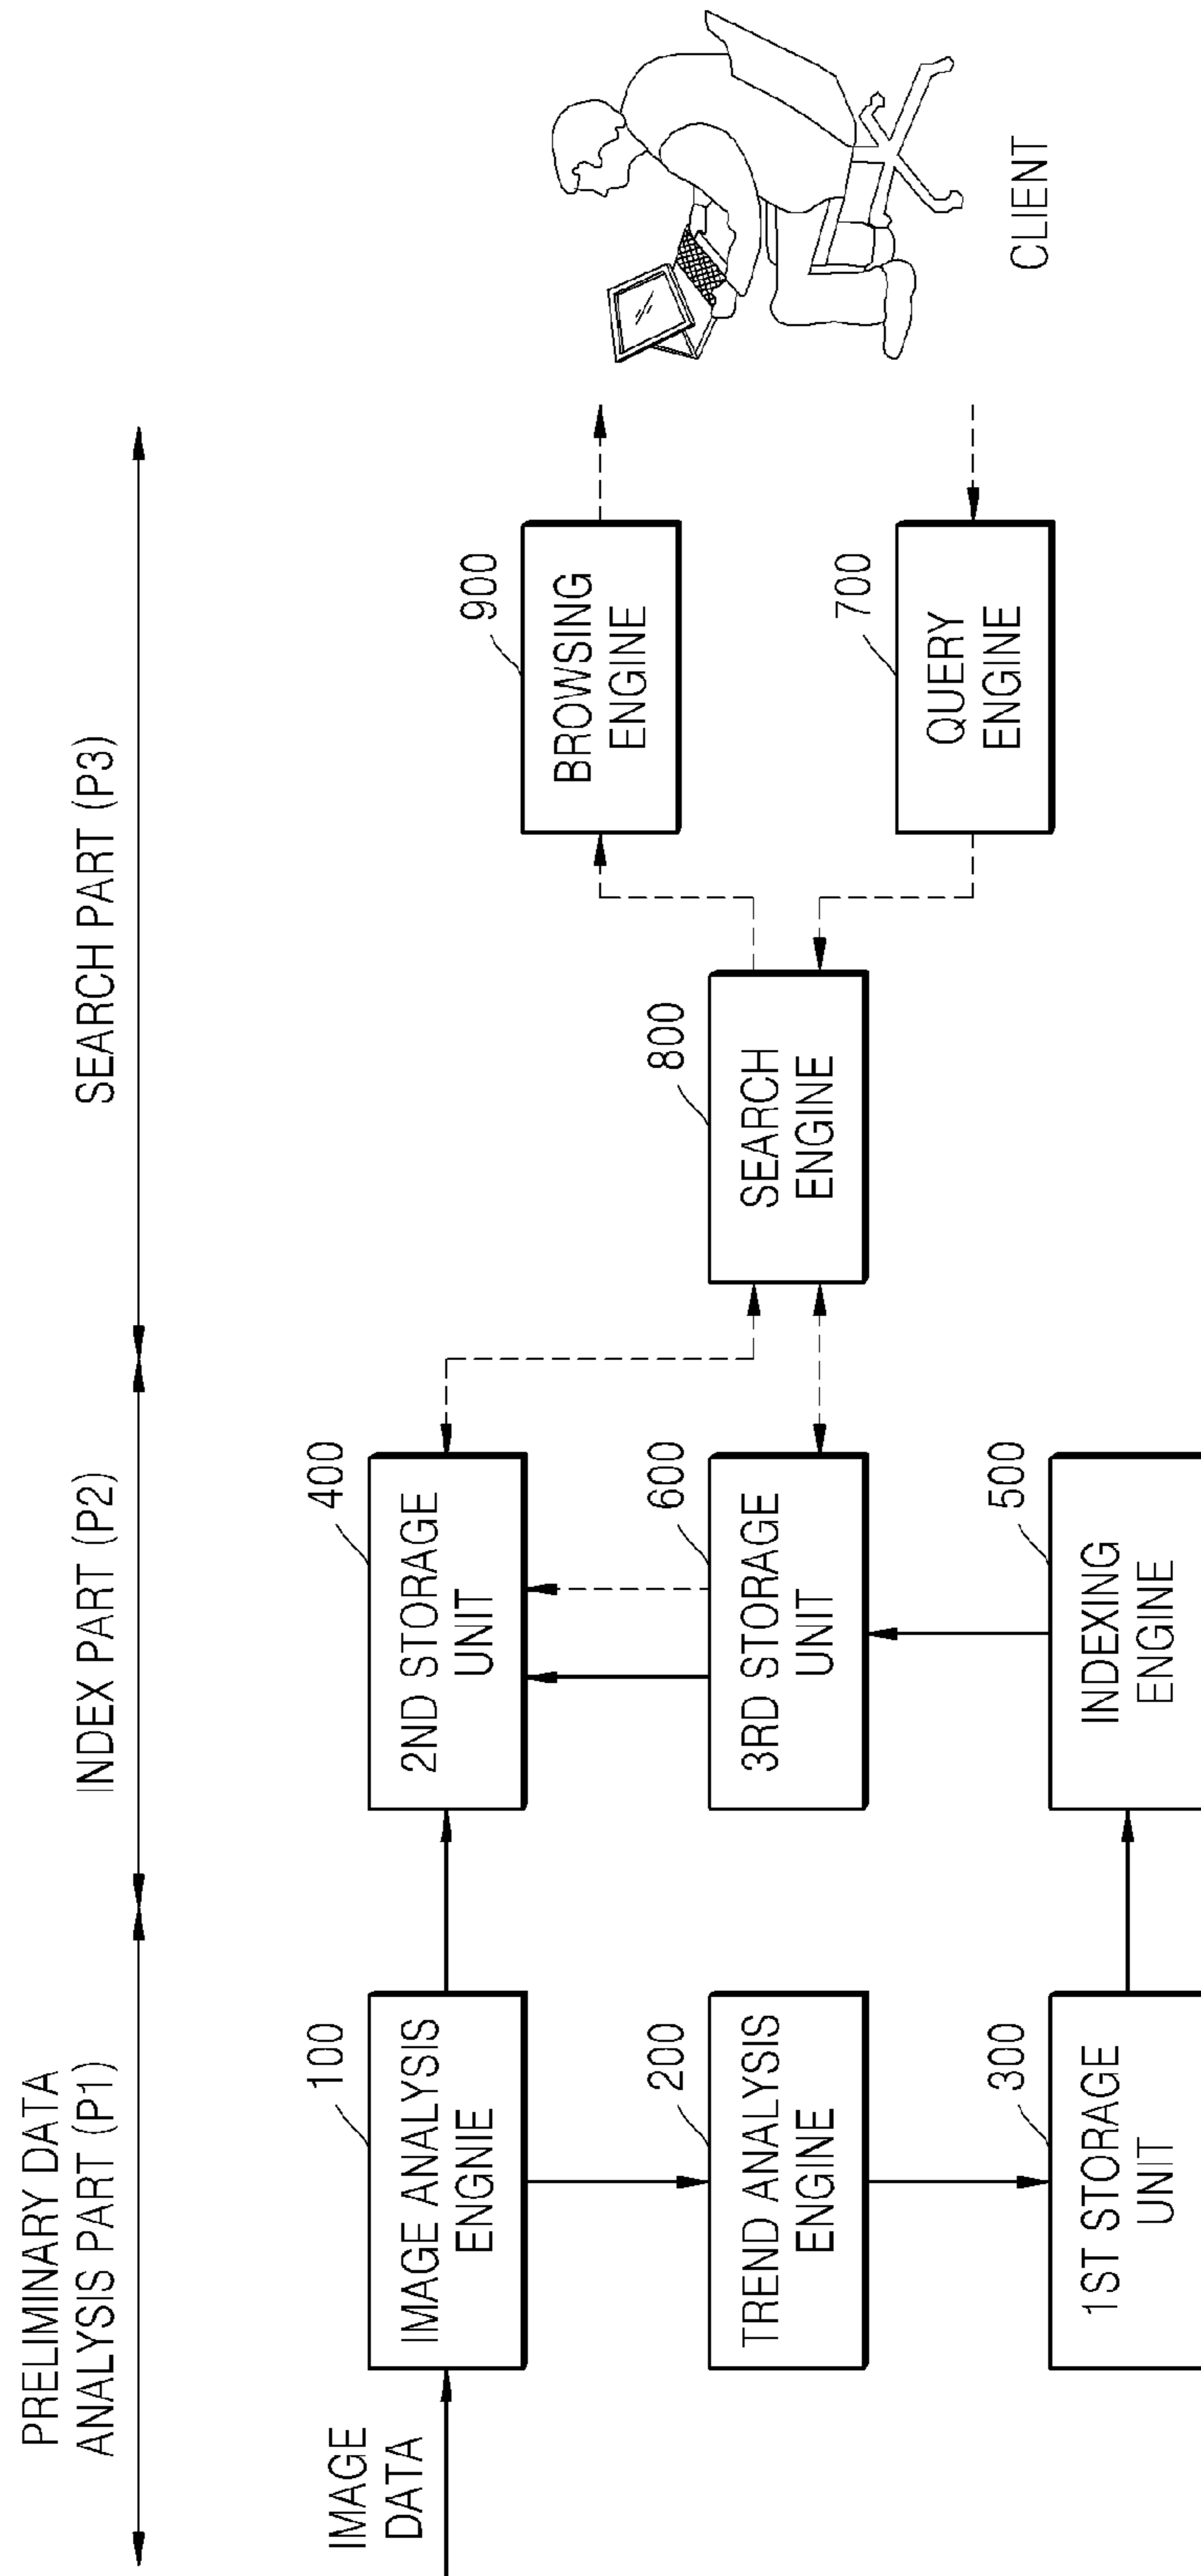 PRELIMINARY DATA
ANALYSIS PART (P1)
INDEX PART (P2)
SEARCH PART (P3)
IMAGE
DATA
100
IMAGE ANALYSIS
ENGNIE
400
2ND STORAGE
UNIT
900
BROWSING
ENGINE
200
TREND ANALYSIS
ENGINE
600
3RD STORAGE
UNIT
800
SEARCH
ENGINE
300
1ST STORAGE
UNIT
500
INDEXING
ENGINE
700
QUERY
ENGINE
CLIENT